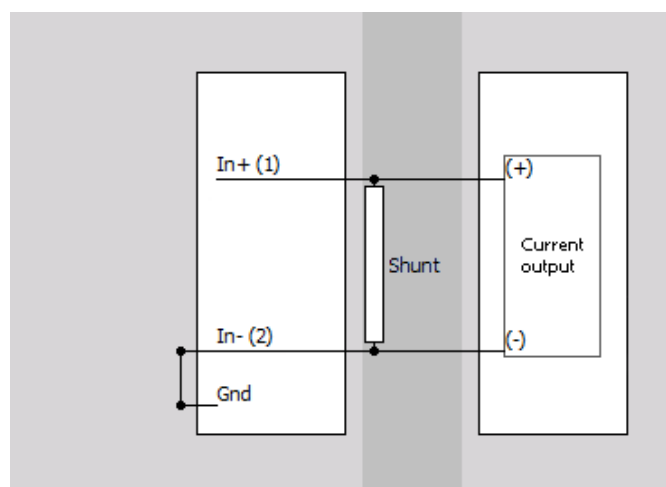 In+ (1)
(+)
Shunt
Current
output
In- (2)
(-)
Gnd